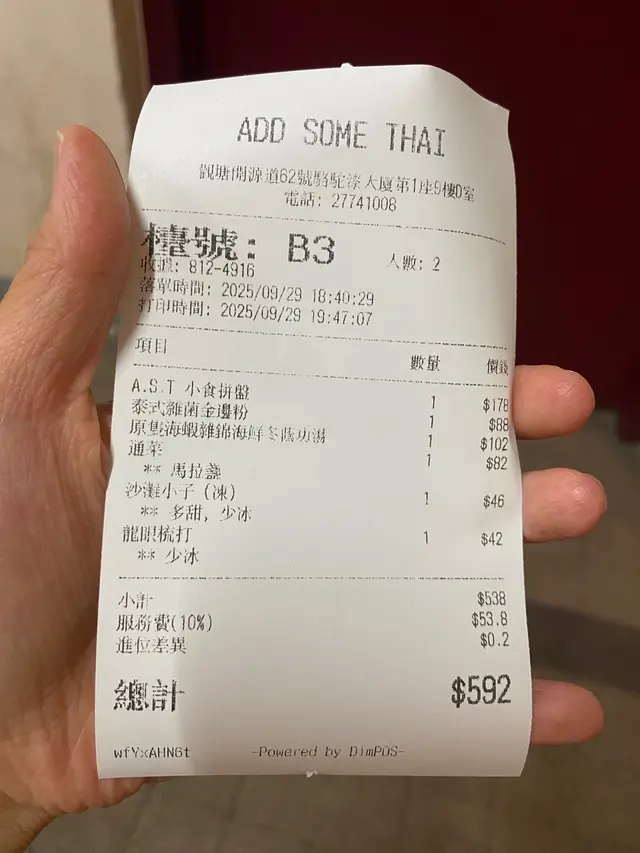 ADD SOME THAI
觀塘開源道62號駱駝漆大廈第1座9樓D室
電話: 27741008
檯號: B3
人數: 2
收據: 812-4916
落單時間: 2025/09/29 18:40:29
打印時間: 2025/09/29 19:47:07
項目 數量 價錢
A.S.T 小食拼盤 1 $178
泰式雜菌金邊粉 1 $88
原隻海蝦雜錦海鮮冬蔭功湯 1 $102
通菜 1 $82
** 馬拉盞
沙灘小子 (凍) 1 $46
** 多甜, 少冰
龍眼梳打 1 $42
** 少冰
小計 $538
服務費(10%) $53.8
進位差異 $0.2
總計 $592
wfYxAHNGt -Powered by DimPOS-